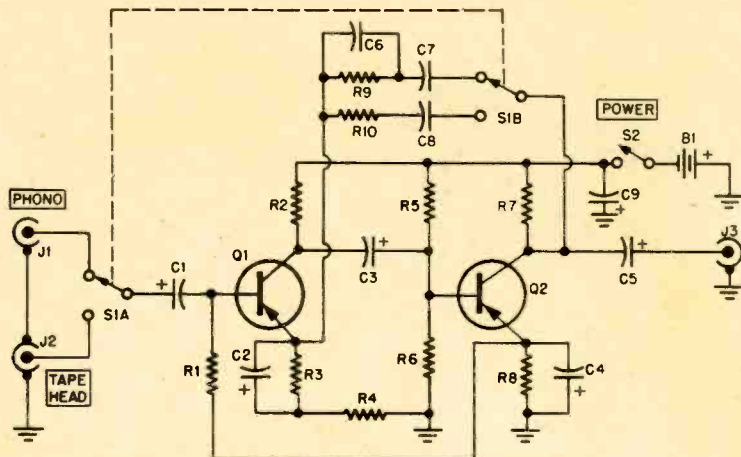 C6
C7
R9
S1B
R10
C8
POWER
S2
B1
+
C9
+
PHONO
J1
R2
R5
R7
Q1
C1
+
C3
+
C5
+
J3
S1A
Q2
J2
TAPE
HEAD
R1
C2
+
R3
R4
R6
R8
C4
+